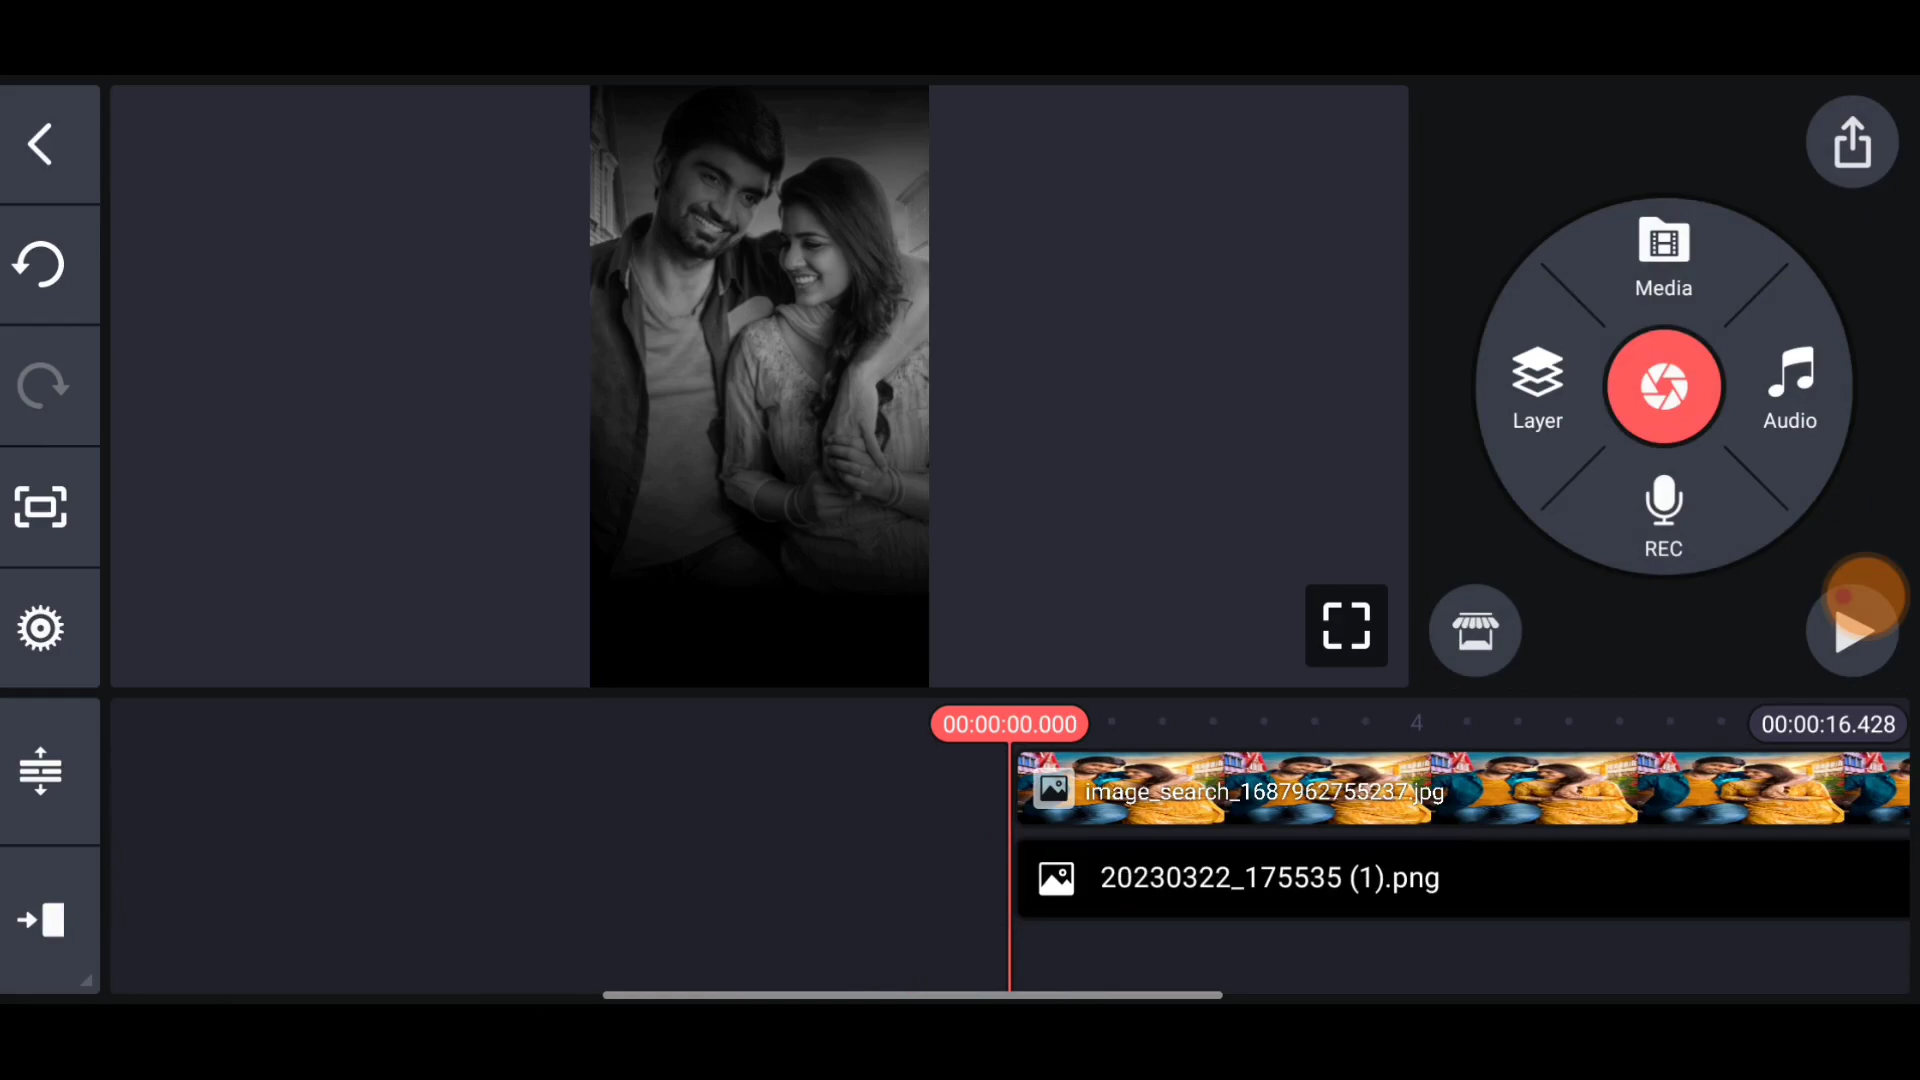 Media
Layer
Audio
REC
00:00:00.000
4
00:00:16.428
image_search_1687962755237.jpg
20230322_175535 (1).png